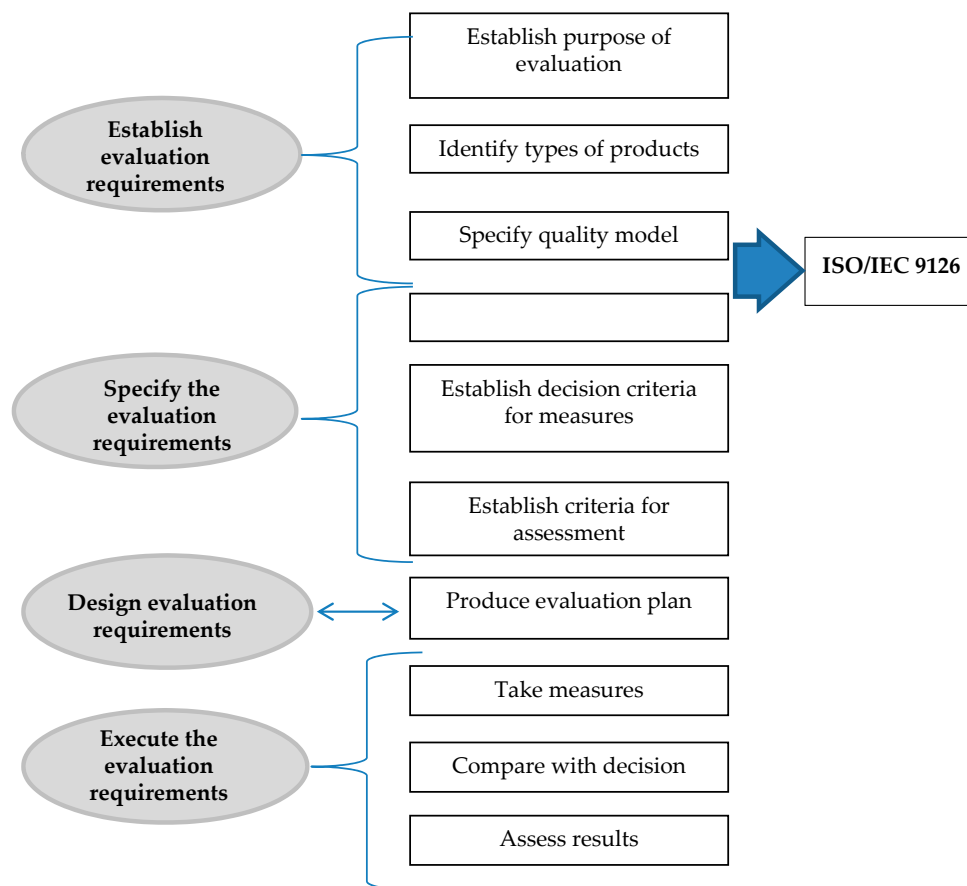 Establish
evaluation
requirements
Establish purpose of
evaluation
Identify types of products
Specify quality model
ISO/IEC 9126
Specify the
evaluation
requirements
Establish decision criteria
for measures
Establish criteria for
assessment
Design evaluation
requirements
Produce evaluation plan
Execute the
evaluation
requirements
Take measures
Compare with decision
Assess results